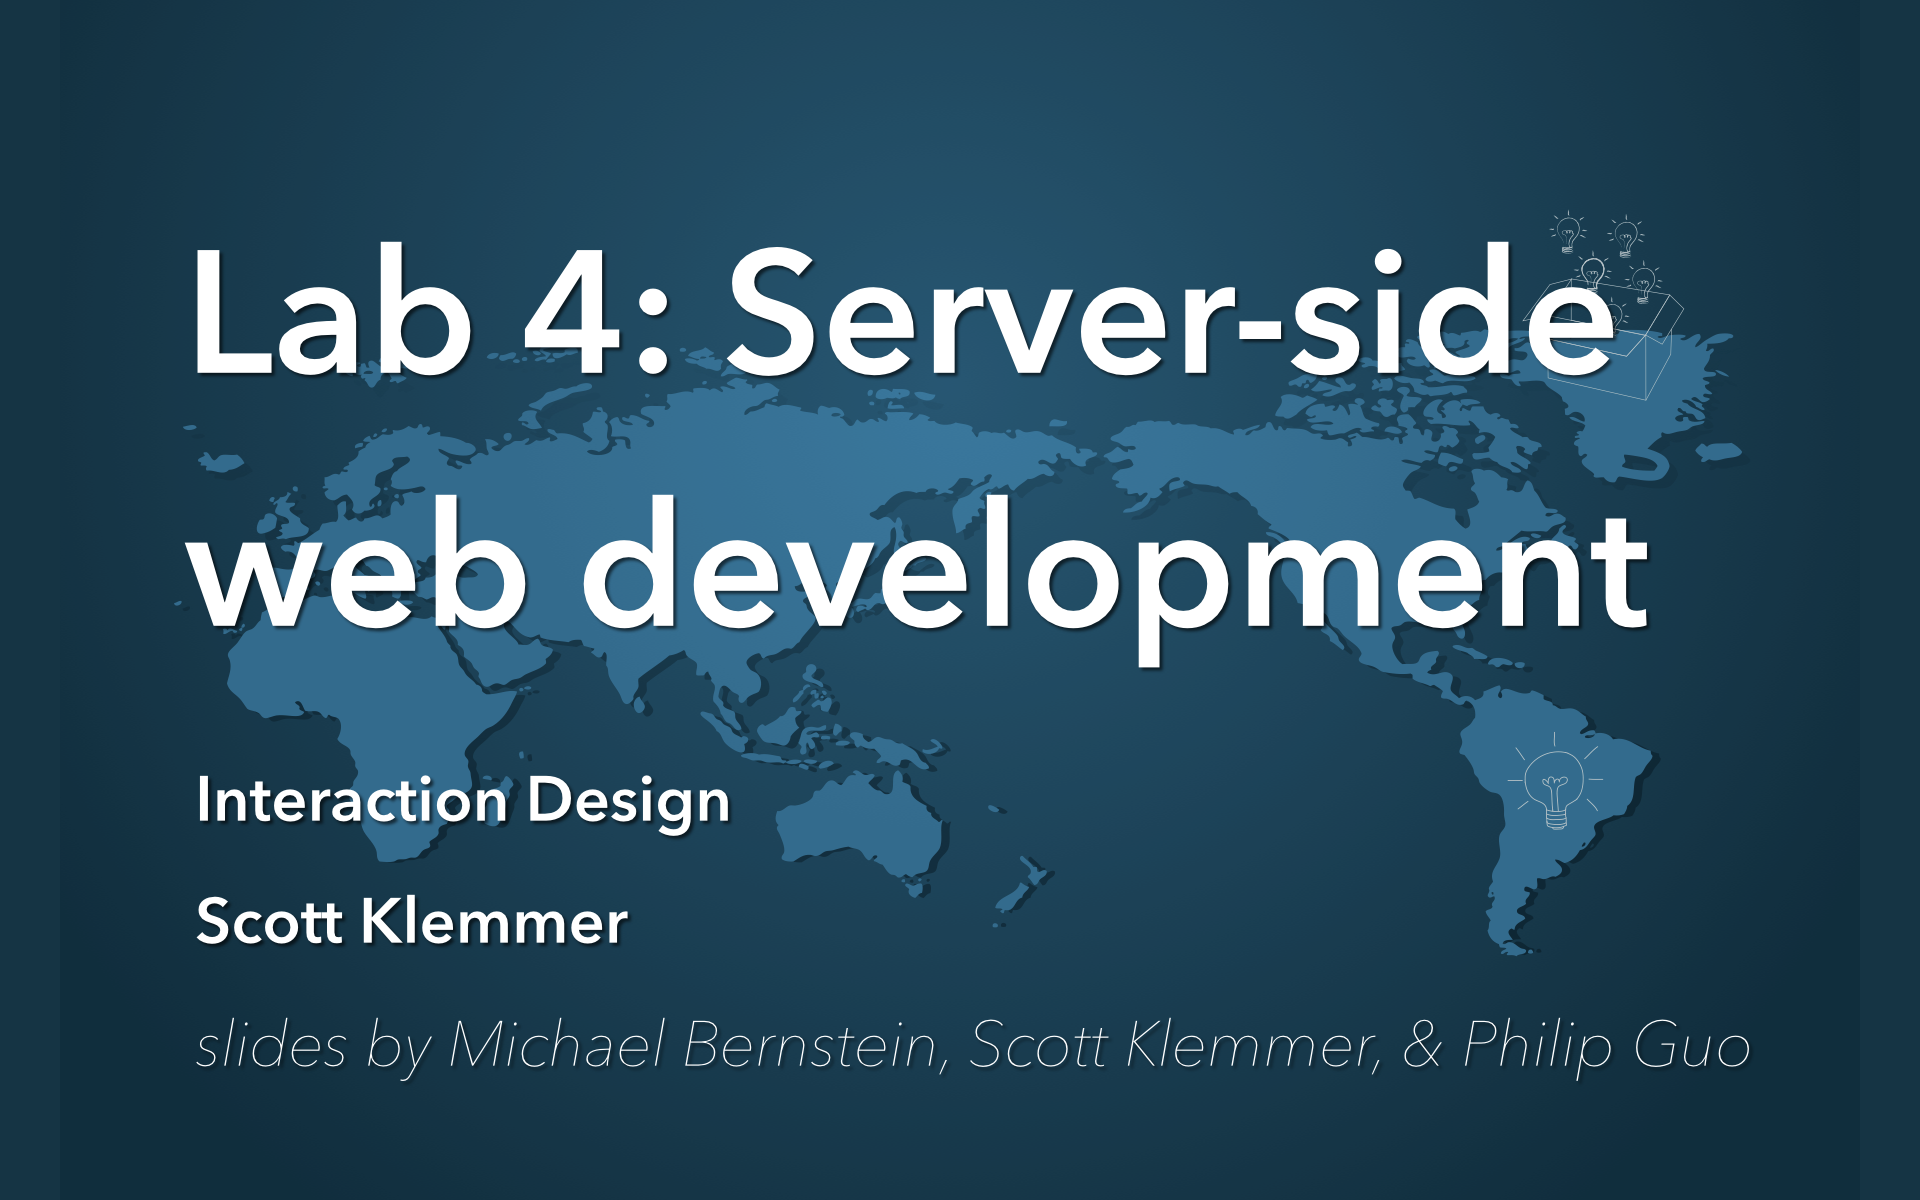 Lab 4: Server-side
web development
Interaction Design
Scott Klemmer
slides by Michael Bernstein, Scott Klemmer, & Philip Guo